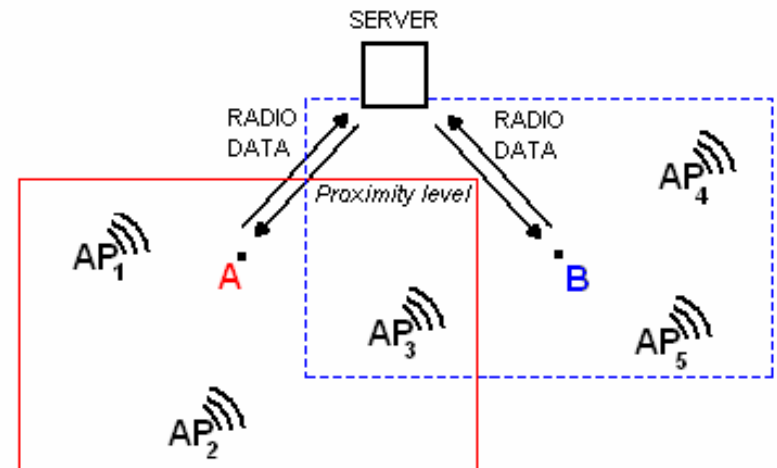 SERVER
RADIO
DATA
RADIO
DATA
Proximity level
AP4
AP1
A
B
AP3
AP5
AP2